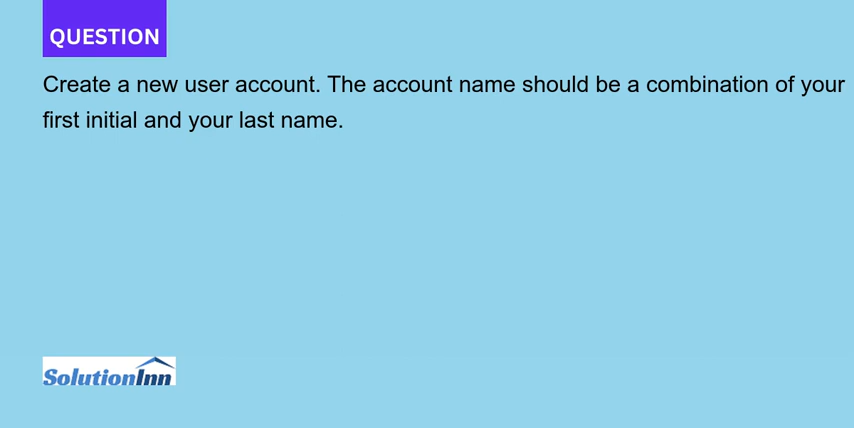 QUESTION
Create a new user account. The account name should be a combination of your
first initial and your last name.
SolutionInn